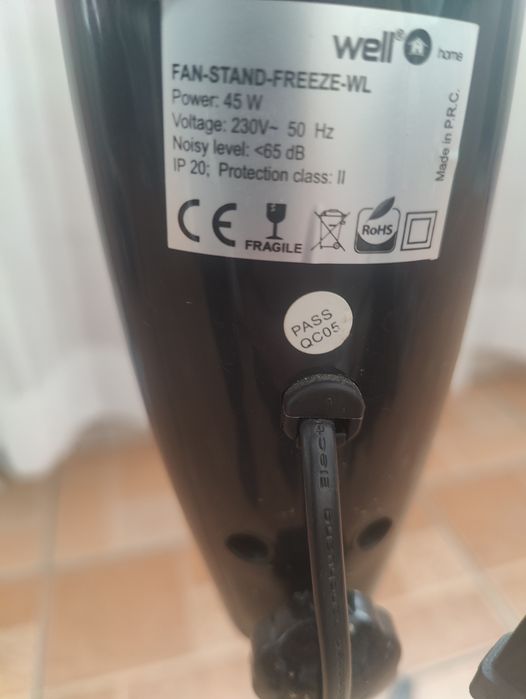 well® home
FAN-STAND-FREEZE-WL
Power: 45 W
Voltage: 230V~ 50 Hz
Noisy level: <65 dB
IP 20; Protection class: II
Made in P.R.C.
CE
FRAGILE
RoHS
PASS
QC05